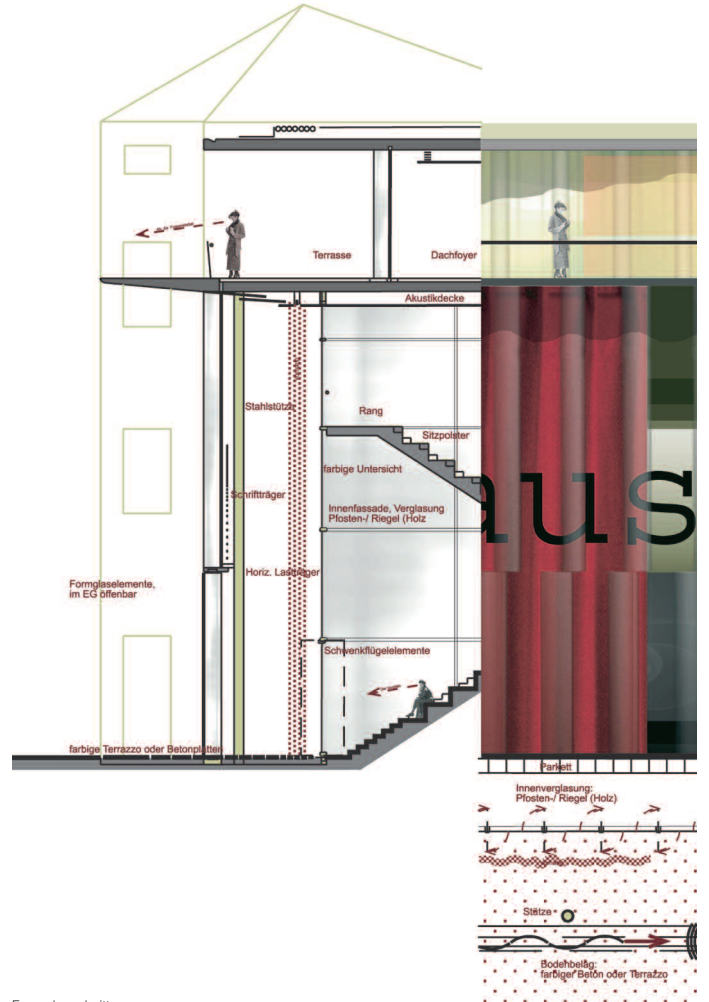 Terrasse
Dachfoyer
Akustikdecke
Stahlstütze
Rang
Sitzpolster
farbige Untersicht
Schriftträger
Innenfassade, Verglasung
Pfosten-/ Riegel (Holz
aus
Horiz. Lastträger
Formglaselemente,
im EG öffenbar
Schwenkflügelelemente
farbige Terrazzo oder Betonplatten
Parkett
Innenverglasung:
Pfosten-/ Riegel (Holz)
Stütze
Bodenbelag:
farbiger Beton oder Terrazzo